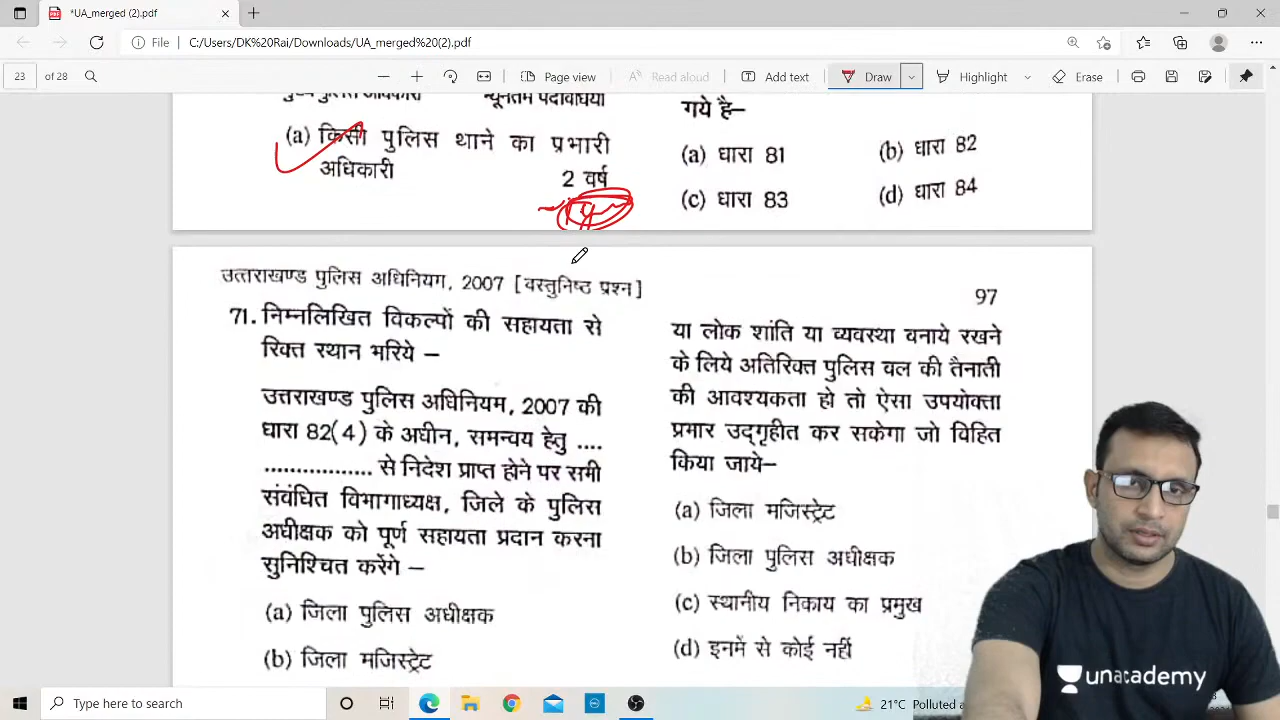 *UA_merged (2).pdf
File
C:/Users/DK%20Rai/Downloads/UA_merged%20(2).pdf
23 of 28
Page view
Read aloud
Add text
Draw
Highlight
Erase
न्यूनतम पदावधियां
(a) किसी पुलिस थाने का प्रभारी
अधिकारी
2 वर्ष
गये है–
(a) धारा 81
(b) धारा 82
(c) धारा 83
(d) धारा 84
उत्तराखण्ड पुलिस अधिनियम, 2007 [वस्तुनिष्ठ प्रश्न]
97
71. निम्नलिखित विकल्पों की सहायता से
रिक्त स्थान भरिये –
उत्तराखण्ड पुलिस अधिनियम, 2007 की
धारा 82(4) के अधीन, समन्वय हेतु ....
................. से निदेश प्राप्त होने पर सभी
संवंधित विभागाध्यक्ष, जिले के पुलिस
अधीक्षक को पूर्ण सहायता प्रदान करना
सुनिश्चित करेंगे –
(a) जिला पुलिस अधीक्षक
(b) जिला मजिस्ट्रेट
या लोक शांति या व्यवस्था वनाये रखने
के लिये अतिरिक्त पुलिस वल की तैनाती
की आवश्यकता हो तो ऐसा उपयोक्ता
प्रभार उद्गृहीत कर सकेगा जो विहित
किया जाये–
(a) जिला मजिस्ट्रेट
(b) जिला पुलिस अधीक्षक
(c) स्थानीय निकाय का प्रमुख
(d) इनमें से कोई नहीं
unacademy
Type here to search
21°C Polluted